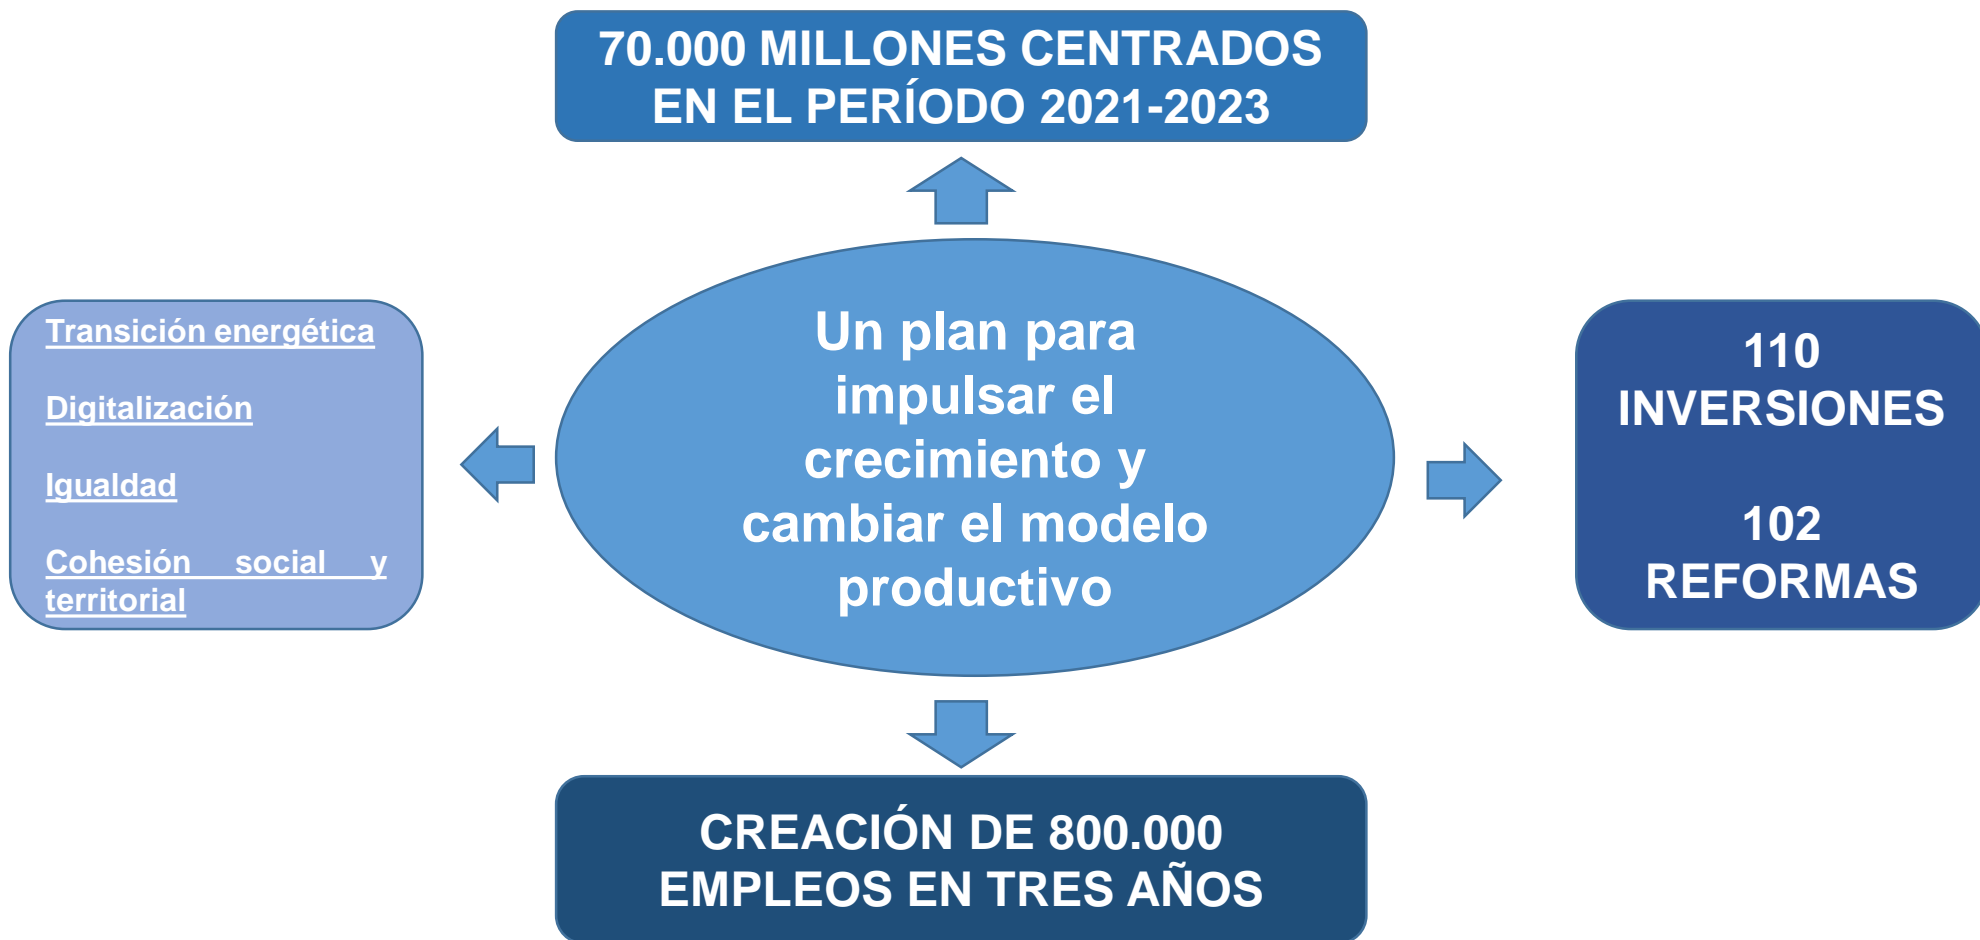 70.000 MILLONES CENTRADOS
EN EL PERÍODO 2021-2023
Transición energética
Digitalización
Igualdad
Cohesión social y
territorial
Un plan para
impulsar el
crecimiento y
cambiar el modelo
productivo
110
INVERSIONES
102
REFORMAS
CREACIÓN DE 800.000
EMPLEOS EN TRES AÑOS